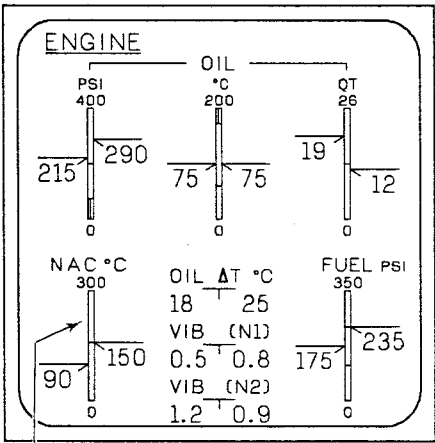 ENGINE
OIL
PSI °C QT
400 200 26
290 19
215 75 75 12
0 0 0
NAC °C OIL ΔT °C FUEL PSI
300 18 25 350
VIB (N1) 235
150 0.5 0.8 175
90 VIB (N2)
0 1.2 0.9 0